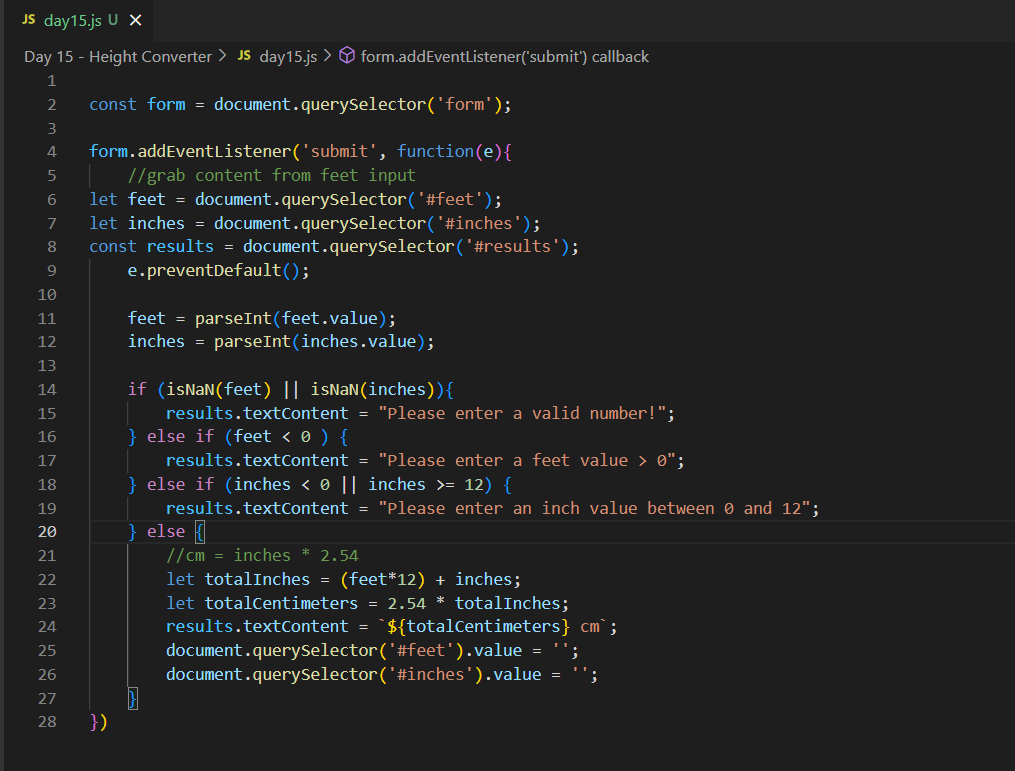 JS day15.js U ×
Day 15 - Height Converter > JS day15.js > form.addEventListener('submit') callback
1
2 const form = document.querySelector('form');
3
4 form.addEventListener('submit', function(e){
5     //grab content from feet input
6 let feet = document.querySelector('#feet');
7 let inches = document.querySelector('#inches');
8 const results = document.querySelector('#results');
9     e.preventDefault();
10
11     feet = parseInt(feet.value);
12     inches = parseInt(inches.value);
13
14     if (isNaN(feet) || isNaN(inches)){
15         results.textContent = "Please enter a valid number!";
16     } else if (feet < 0 ) {
17         results.textContent = "Please enter a feet value > 0";
18     } else if (inches < 0 || inches >= 12) {
19         results.textContent = "Please enter an inch value between 0 and 12";
20     } else {
21         //cm = inches * 2.54
22         let totalInches = (feet*12) + inches;
23         let totalCentimeters = 2.54 * totalInches;
24         results.textContent = `${totalCentimeters} cm`;
25         document.querySelector('#feet').value = '';
26         document.querySelector('#inches').value = '';
27     }
28 })